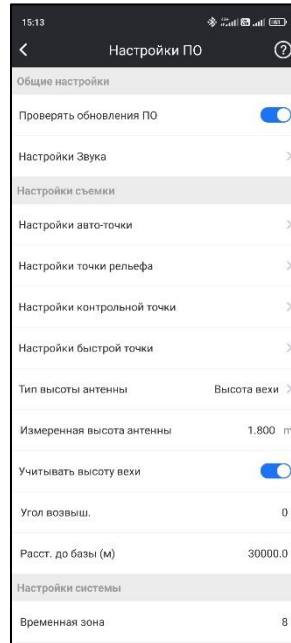 15:13
Настройки ПО
Общие настройки
Проверять обновления ПО
Настройки Звука
Настройки съемки
Настройки авто-точки
Настройки точки рельефа
Настройки контрольной точки
Настройки быстрой точки
Тип высоты антенны Высота вехи
Измеренная высота антенны 1.800 m
Учитывать высоту вехи
Угол возвыш. 0
Расст. до базы (м) 30000.0
Настройки системы
Временная зона 8